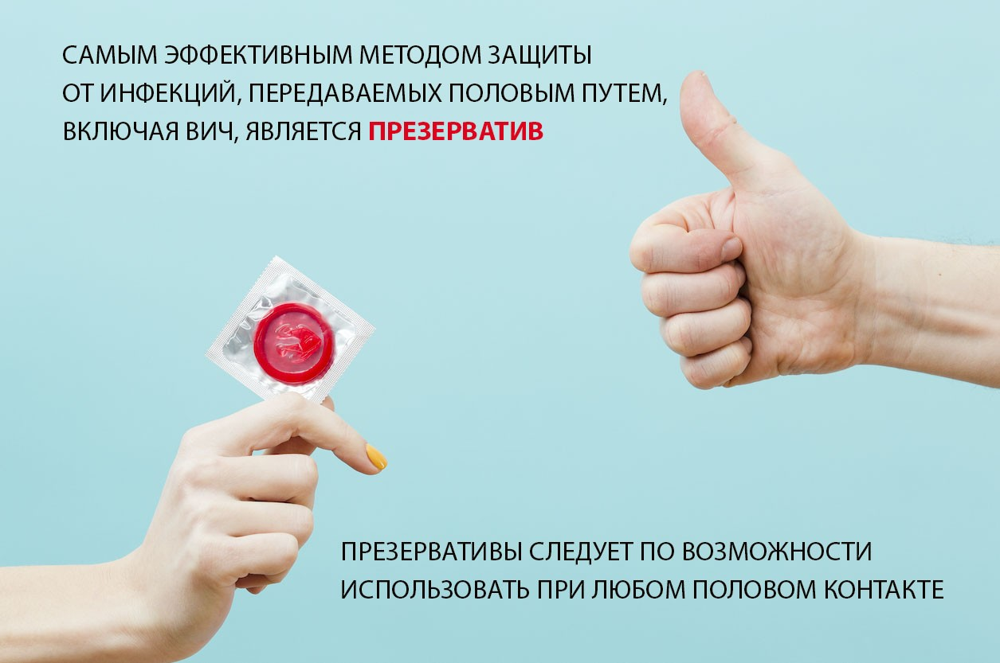 САМЫМ ЭФФЕКТИВНЫМ МЕТОДОМ ЗАЩИТЫ
ОТ ИНФЕКЦИЙ, ПЕРЕДАВАЕМЫХ ПОЛОВЫМ ПУТЕМ,
ВКЛЮЧАЯ ВИЧ, ЯВЛЯЕТСЯ ПРЕЗЕРВАТИВ
ПРЕЗЕРВАТИВЫ СЛЕДУЕТ ПО ВОЗМОЖНОСТИ
ИСПОЛЬЗОВАТЬ ПРИ ЛЮБОМ ПОЛОВОМ КОНТАКТЕ